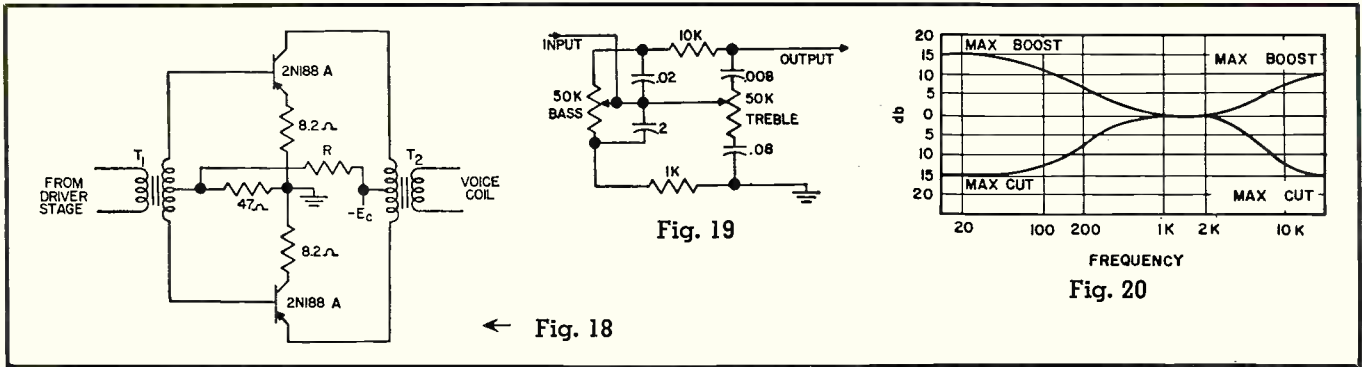 2N188 A
8.2Ω
R
T1
T2
FROM
DRIVER
STAGE
47Ω
-Ec
VOICE
COIL
8.2Ω
2N188 A
← Fig. 18
INPUT
10K
OUTPUT
.02
.008
50K
BASS
50K
TREBLE
.2
.08
1K
Fig. 19
20
15
10
5
0
5
10
15
20
db
MAX BOOST
MAX BOOST
MAX CUT
MAX CUT
20 100 200 1K 2K 10K
FREQUENCY
Fig. 20